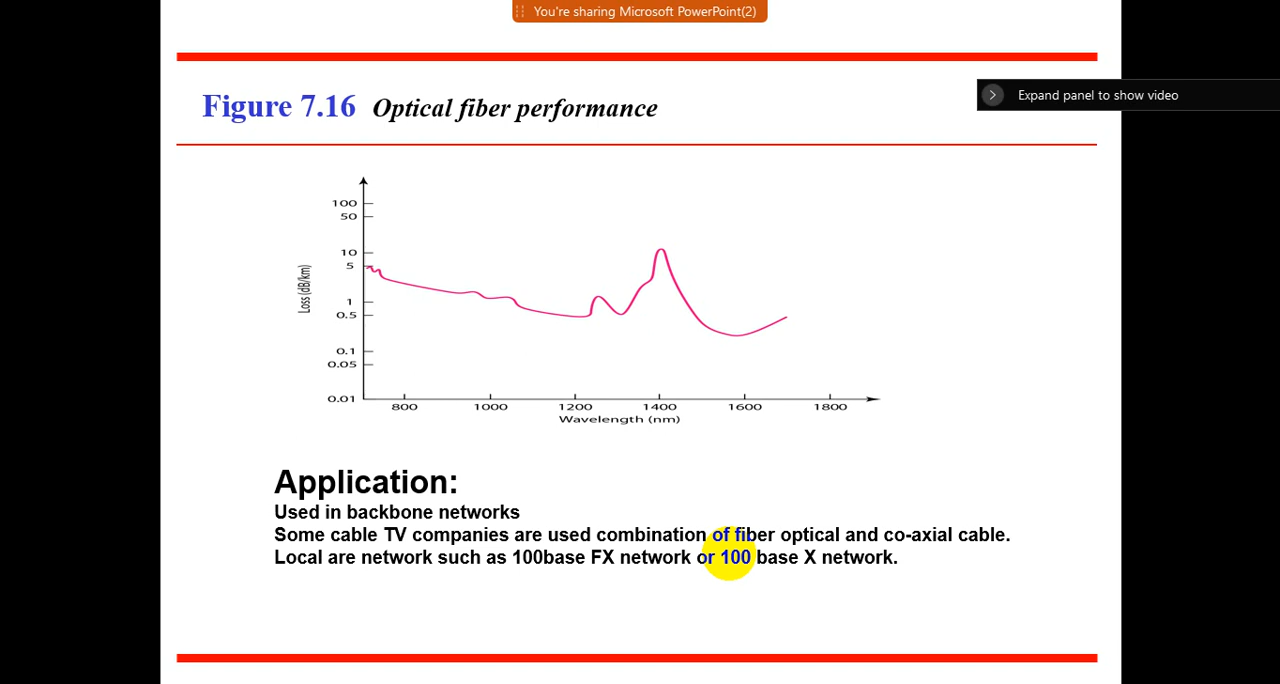 You're sharing Microsoft PowerPoint(2)
Figure 7.16 Optical fiber performance
Expand panel to show video
100
50
10
5
1
0.5
0.1
0.05
0.01
Loss (dB/km)
800 1000 1200 1400 1600 1800
Wavelength (nm)
Application:
Used in backbone networks
Some cable TV companies are used combination of fiber optical and co-axial cable.
Local are network such as 100base FX network or 100 base X network.